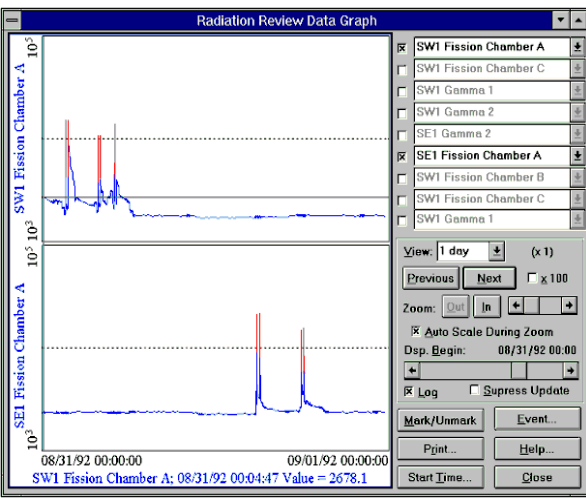 Radiation Review Data Graph
10⁵
SW1 Fission Chamber A
10³
10⁵
SE1 Fission Chamber A
10³
08/31/92 00:00:00 09/01/92 00:00:00
SW1 Fission Chamber A; 08/31/92 00:04:47 Value = 2678.1
SW1 Fission Chamber A
SW1 Fission Chamber C
SW1 Gamma 1
SW1 Gamma 2
SE1 Gamma 2
SE1 Fission Chamber A
SW1 Fission Chamber B
SW1 Fission Chamber C
SW1 Gamma 1
View: 1 day (x 1)
Previous Next x 100
Zoom: Out In
Auto Scale During Zoom
Dsp. Begin: 08/31/92 00:00
Log Supress Update
Mark/Unmark Event...
Print... Help...
Start Time... Close